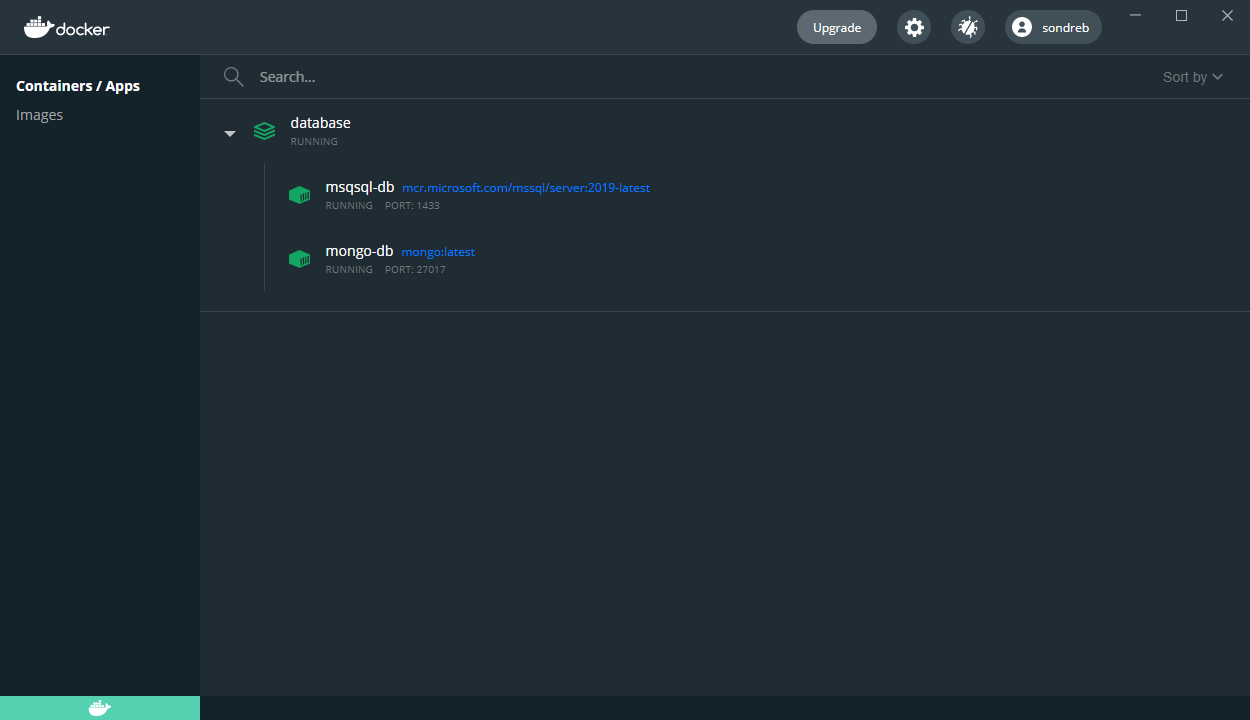 docker
Upgrade
sondreb
Containers / Apps
Images
Search...
Sort by
database
RUNNING
msqsql-db mcr.microsoft.com/mssql/server:2019-latest
RUNNING PORT: 1433
mongo-db mongo:latest
RUNNING PORT: 27017